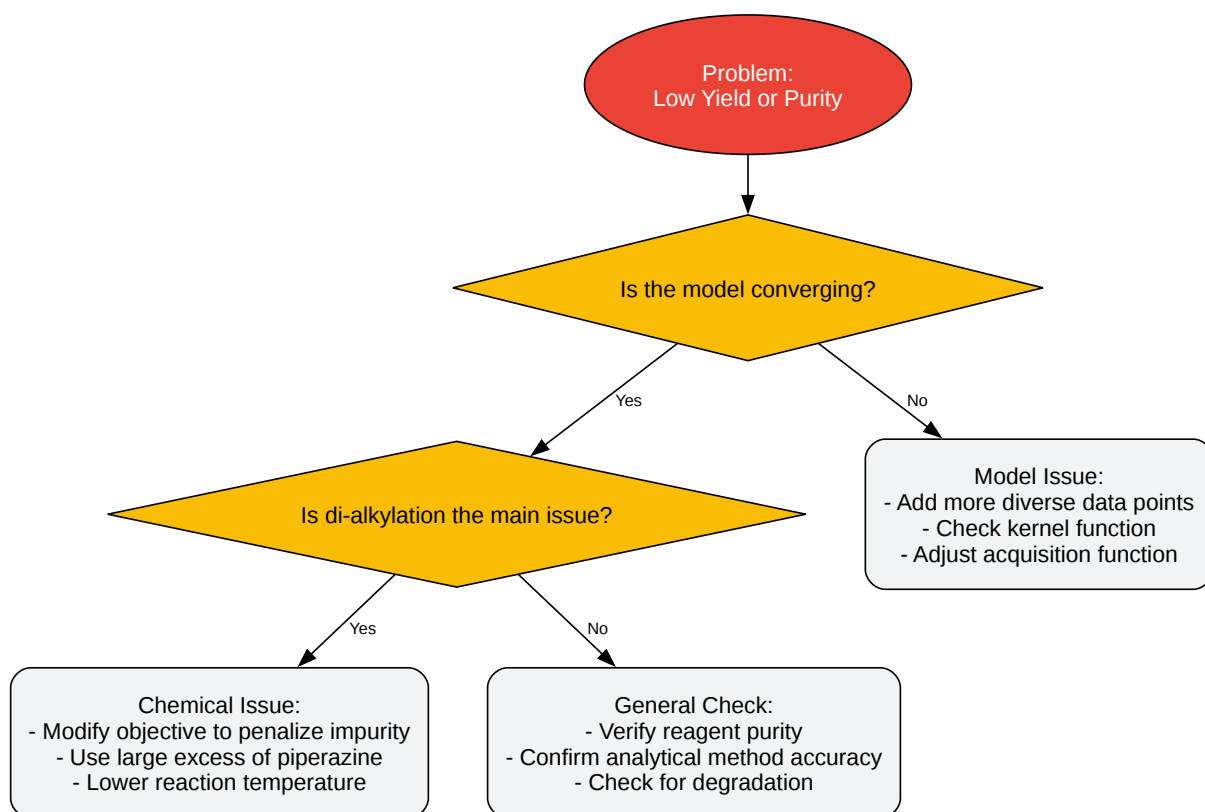 Problem:
Low Yield or Purity
Is the model converging?
Yes
No
Is di-alkylation the main issue?
Model Issue:
- Add more diverse data points
- Check kernel function
- Adjust acquisition function
Yes
No
Chemical Issue:
- Modify objective to penalize impurity
- Use large excess of piperazine
- Lower reaction temperature
General Check:
- Verify reagent purity
- Confirm analytical method accuracy
- Check for degradation